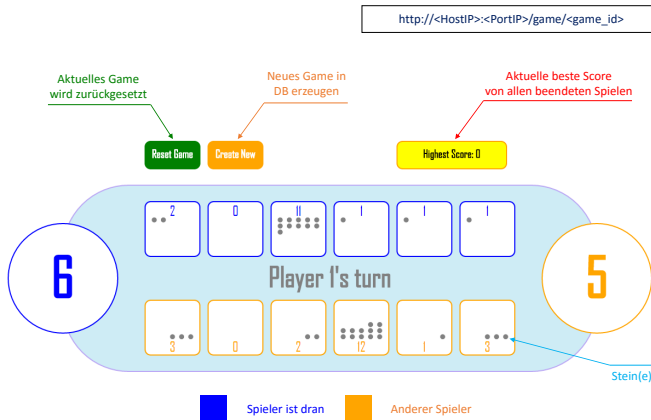 http://<HostIP>:<PortIP>/game/<game_id>
Aktuelles Game
wird zurückgesetzt
Neues Game in
DB erzeugen
Aktuelle beste Score
von allen beendeten Spielen
Reset Game
Create New
Highest Score: 0
2
0
11
1
1
1
6
Player 1's turn
5
3
0
2
12
1
3
Stein(e)
Spieler ist dran
Anderer Spieler